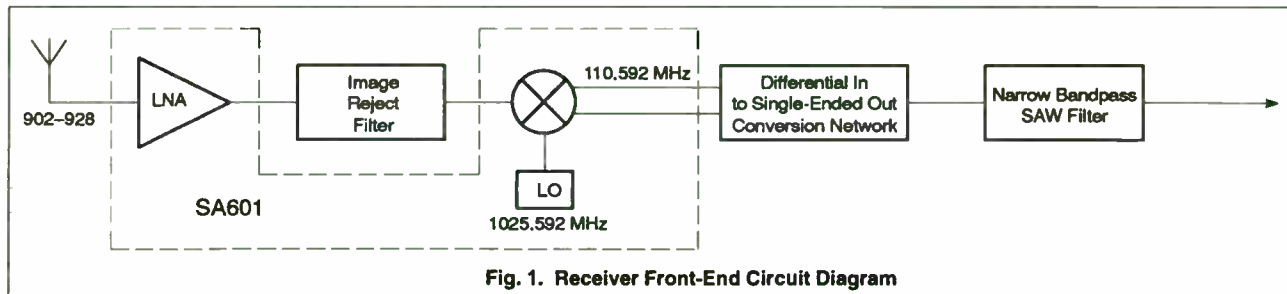 LNA
902–928
Image
Reject
Filter
110.592 MHz
LO
1025.592 MHz
SA601
Differential In
to Single-Ended Out
Conversion Network
Narrow Bandpass
SAW Filter
Fig. 1. Receiver Front-End Circuit Diagram